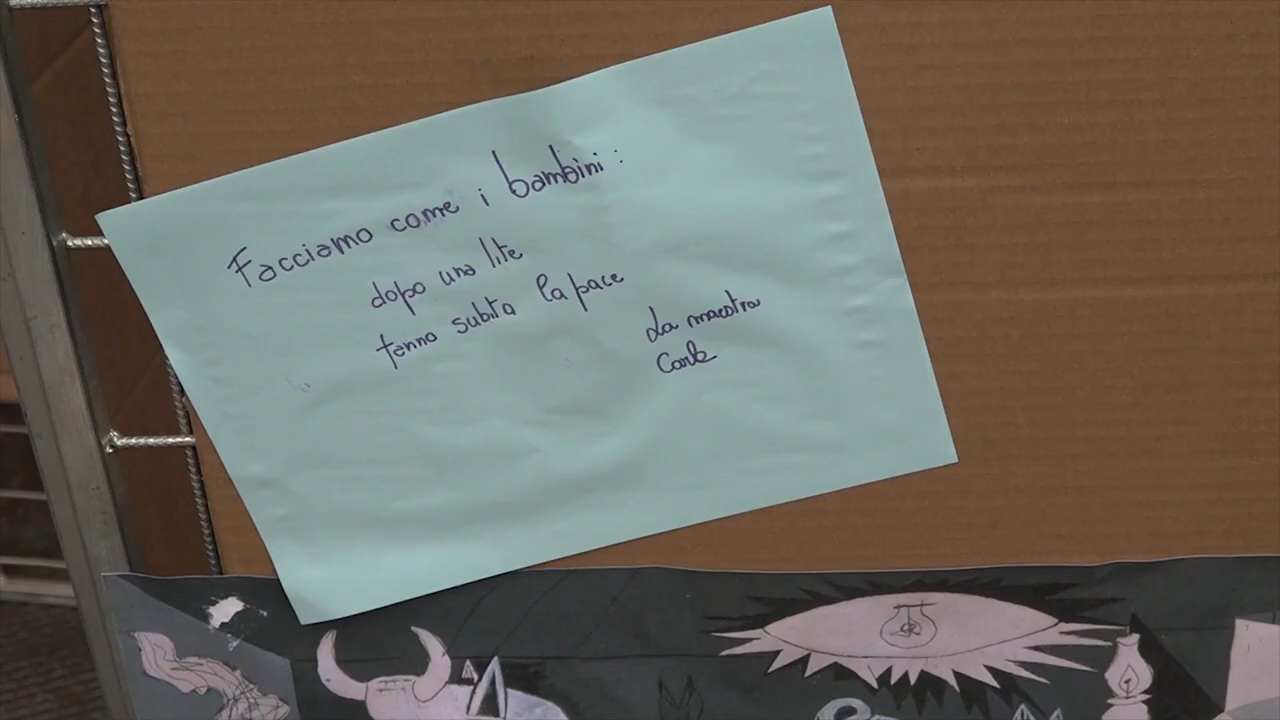 Facciamo come i bambini:
dopo una lite
fanno subito la pace
La maestra
Carla